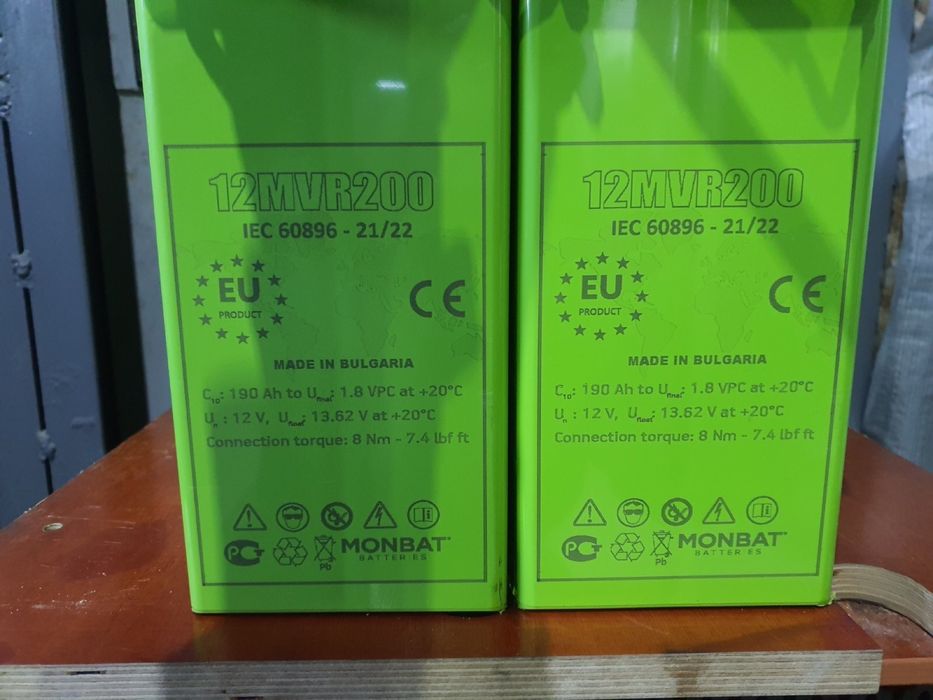 12MVR200
IEC 60896 - 21/22
EU
PRODUCT
CE
MADE IN BULGARIA
C₁₀: 190 Ah to Ufinal: 1.8 VPC at +20°C
Un : 12 V, Ufloat: 13.62 V at +20°C
Connection torque: 8 Nm - 7.4 lbf ft
Pb
MONBAT
BATTERIES
12MVR200
IEC 60896 - 21/22
EU
PRODUCT
CE
MADE IN BULGARIA
C₁₀: 190 Ah to Ufinal: 1.8 VPC at +20°C
Un : 12 V, Ufloat: 13.62 V at +20°C
Connection torque: 8 Nm - 7.4 lbf ft
Pb
MONBAT
BATTERIES